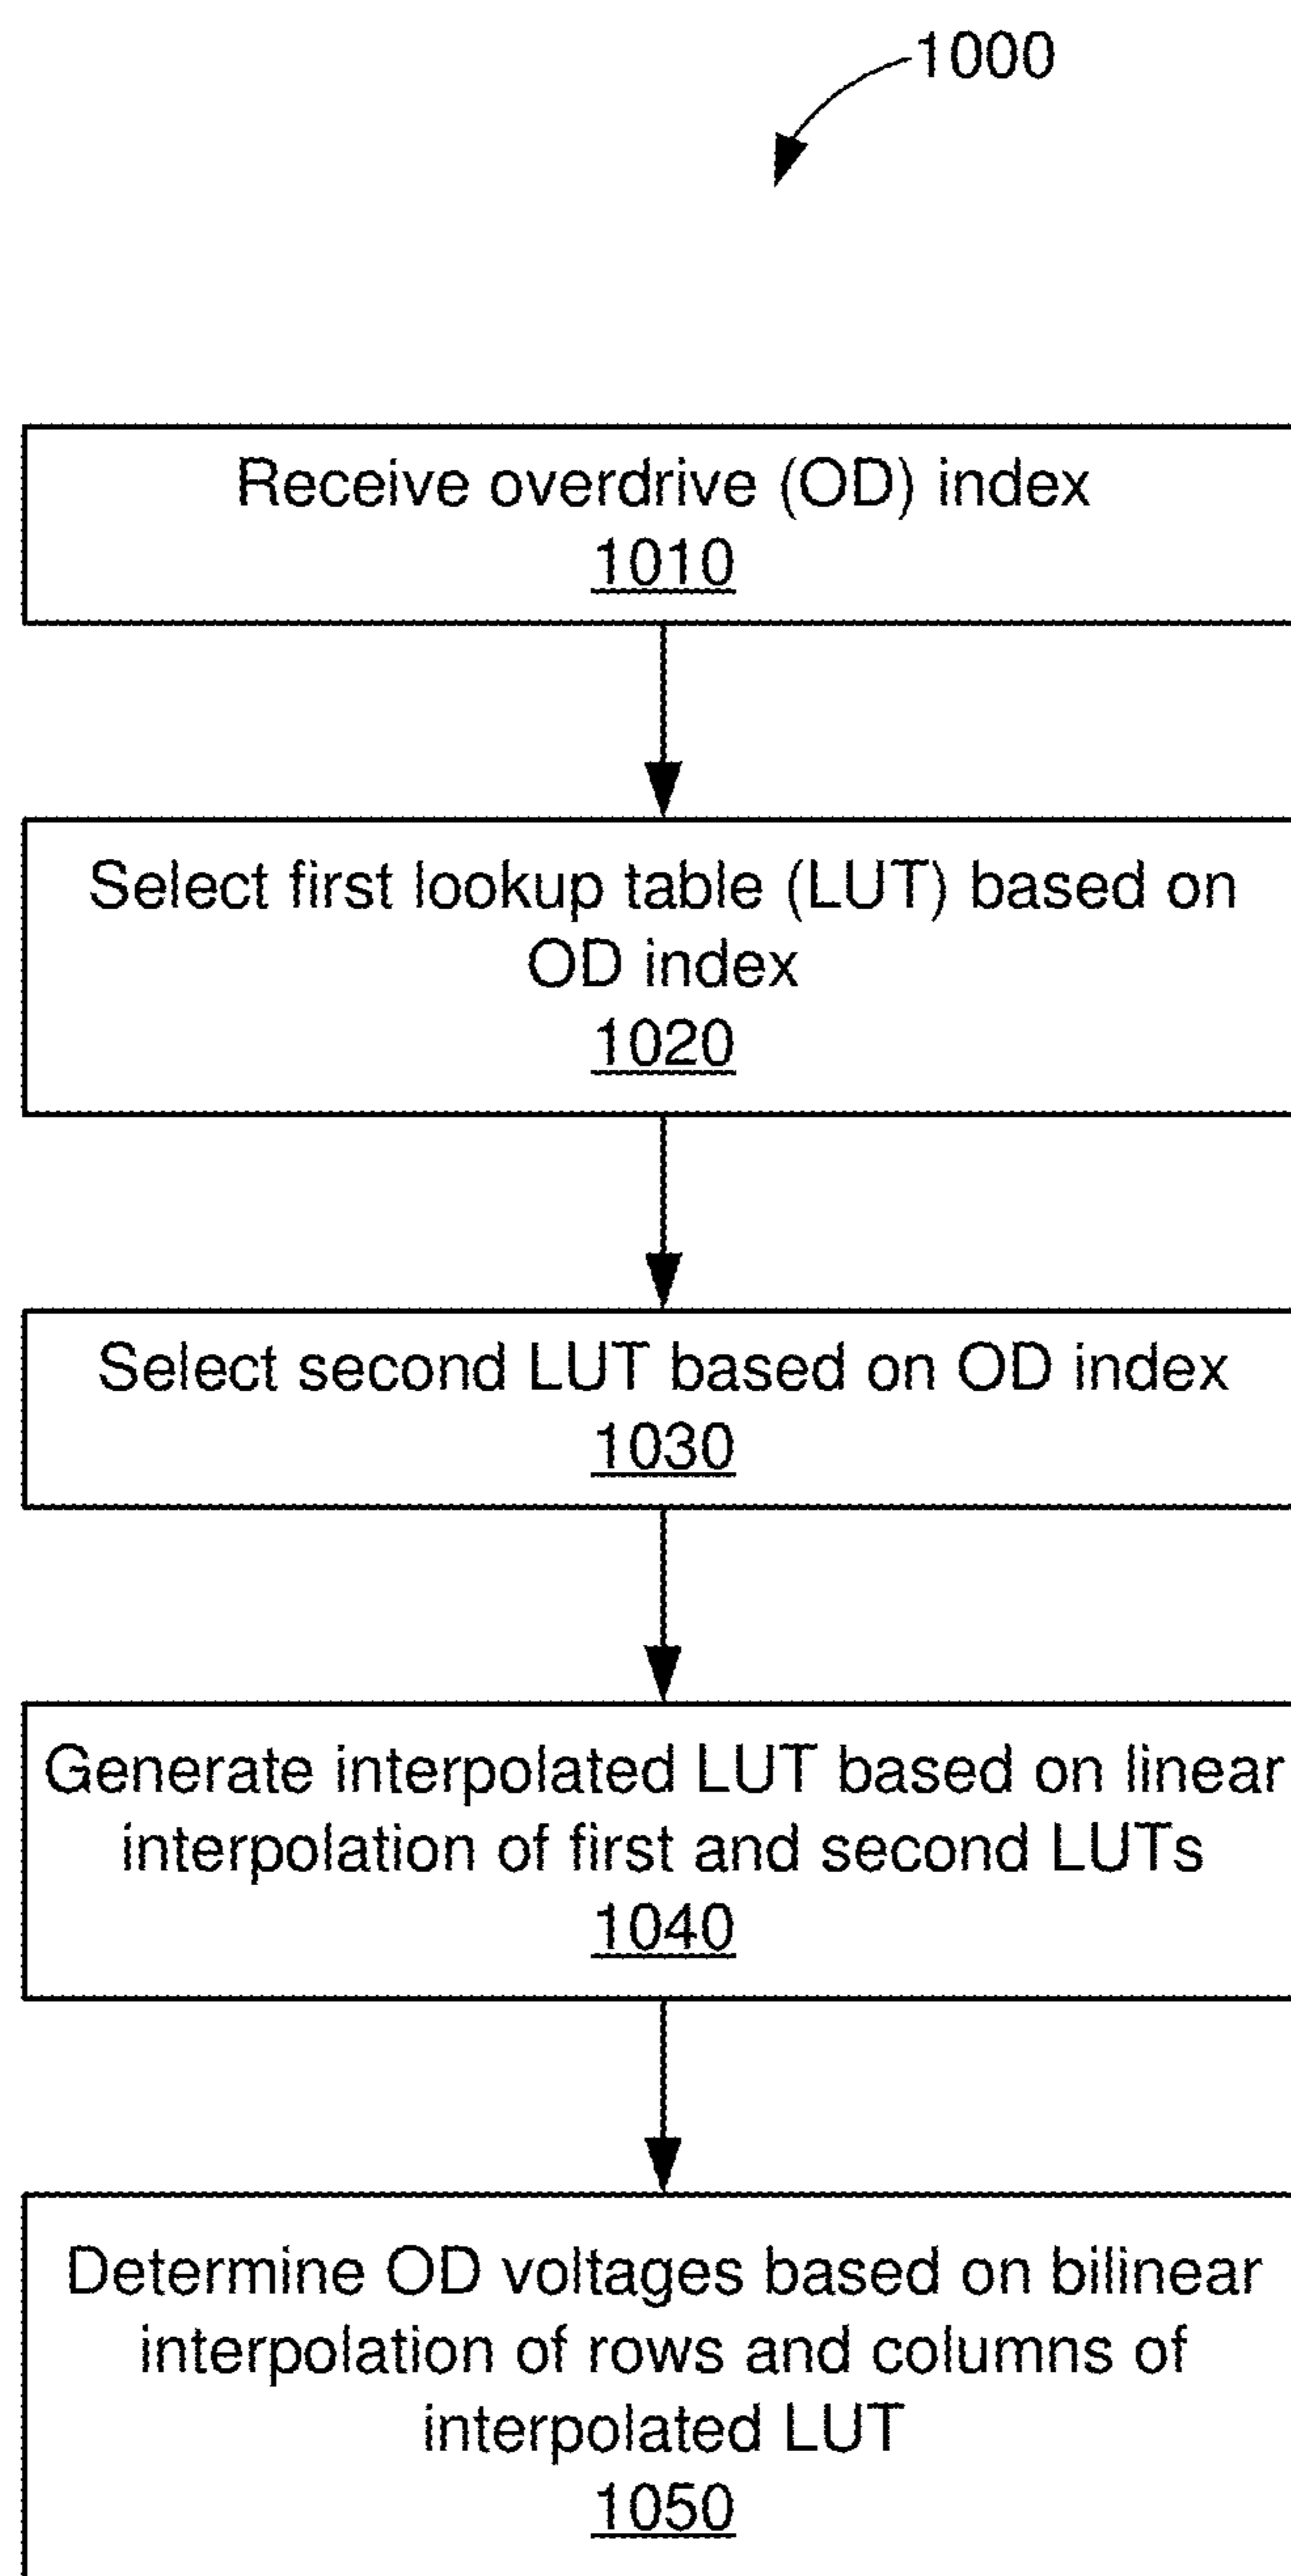 1000
Receive overdrive (OD) index
1010
Select first lookup table (LUT) based on
OD index
1020
Select second LUT based on OD index
1030
Generate interpolated LUT based on linear
interpolation of first and second LUTs
1040
Determine OD voltages based on bilinear
interpolation of rows and columns of
interpolated LUT
1050